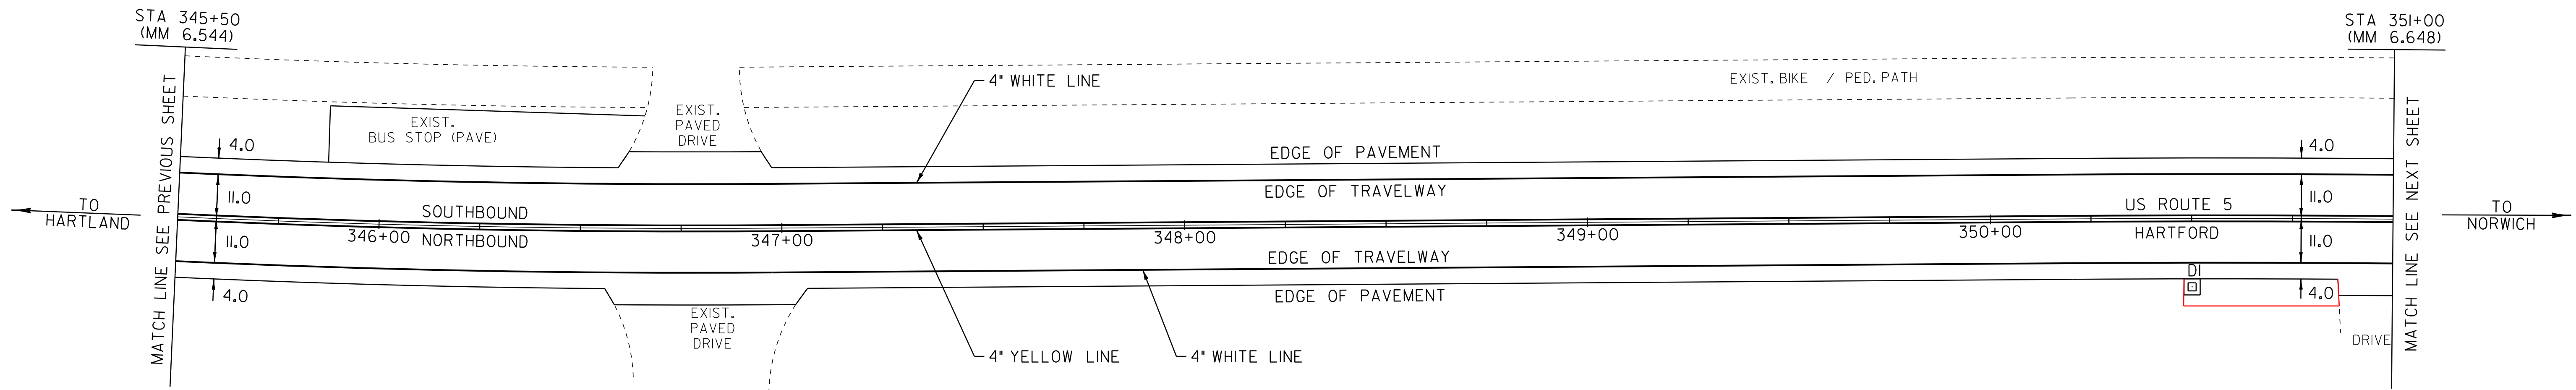 STA 345+50
(MM 6.544)
STA 351+00
(MM 6.648)
MATCH LINE SEE PREVIOUS SHEET
4" WHITE LINE
EXIST. BIKE / PED. PATH
EXIST.
BUS STOP (PAVE)
EXIST.
PAVED
DRIVE
4.0
EDGE OF PAVEMENT
4.0
MATCH LINE SEE NEXT SHEET
11.0
EDGE OF TRAVELWAY
11.0
TO
HARTLAND
SOUTHBOUND
US ROUTE 5
TO
NORWICH
346+00
NORTHBOUND
347+00
348+00
349+00
350+00
HARTFORD
11.0
11.0
EDGE OF TRAVELWAY
DI
4.0
EDGE OF PAVEMENT
4.0
EXIST.
PAVED
DRIVE
4" YELLOW LINE
4" WHITE LINE
DRIVE